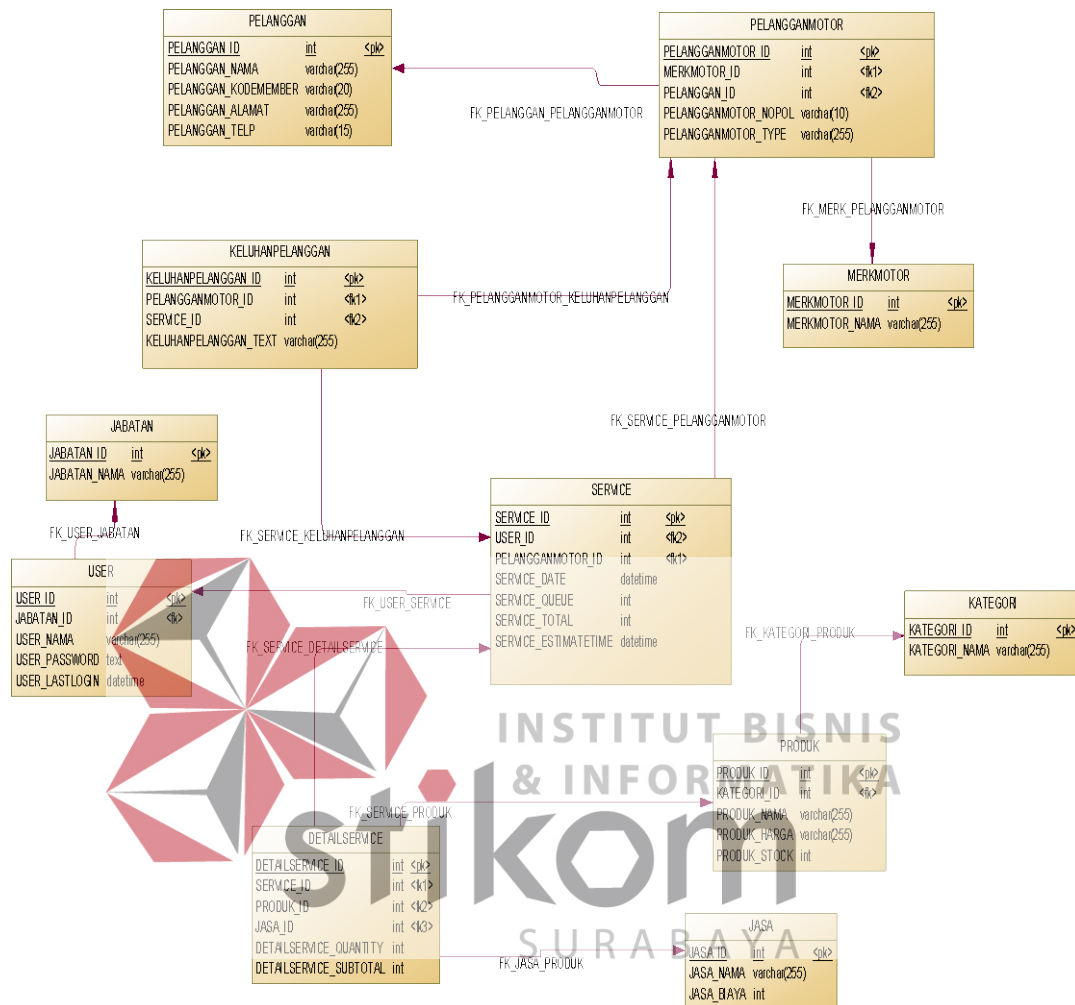 PELANGGAN
PELANGGAN_ID int <pk>
PELANGGAN_NAMA varchar(255)
PELANGGAN_KODEMEMBER varchar(20)
PELANGGAN_ALAMAT varchar(255)
PELANGGAN_TELP varchar(15)
PELANGGANMOTOR
PELANGGANMOTOR_ID int <pk>
MERKMOTOR_ID int <fk1>
PELANGGAN_ID int <fk2>
PELANGGANMOTOR_NOPOL varchar(10)
PELANGGANMOTOR_TYPE varchar(255)
FK_PELANGGAN_PELANGGANMOTOR
FK_MERK_PELANGGANMOTOR
KELUHANPELANGGAN
KELUHANPELANGGAN_ID int <pk>
PELANGGANMOTOR_ID int <fk1>
SERVICE_ID int <fk2>
KELUHANPELANGGAN_TEXT varchar(255)
FK_PELANGGANMOTOR_KELUHANPELANGGAN
MERKMOTOR
MERKMOTOR_ID int <pk>
MERKMOTOR_NAMA varchar(255)
JABATAN
JABATAN_ID int <pk>
JABATAN_NAMA varchar(255)
FK_SERVICE_PELANGGANMOTOR
FK_USER_JABATAN
FK_SERVICE_KELUHANPELANGGAN
SERVICE
SERVICE_ID int <pk>
USER_ID int <fk2>
PELANGGANMOTOR_ID int <fk1>
SERVICE_DATE datetime
SERVICE_QUEUE int
SERVICE_TOTAL int
SERVICE_ESTIMATETIME datetime
USER
USER_ID int <pk>
JABATAN_ID int <fk>
USER_NAMA varchar(255)
USER_PASSWORD text
USER_LASTLOGIN datetime
FK_USER_SERVICE
FK_SERVICE_DETAILSERVICE
FK_KATEGORI_PRODUK
KATEGORI
KATEGORI_ID int <pk>
KATEGORI_NAMA varchar(255)
INSTITUT BISNIS
& INFORMATIKA
stikom
SURABAYA
PRODUK
PRODUK_ID int <pk>
KATEGORI_ID int <fk>
PRODUK_NAMA varchar(255)
PRODUK_HARGA varchar(255)
PRODUK_STOCK int
FK_SERVICE_PRODUK
DETAILSERVICE
DETAILSERVICE_ID int <pk>
SERVICE_ID int <fk1>
PRODUK_ID int <fk2>
JASA_ID int <fk3>
DETAILSERVICE_QUANTITY int
DETAILSERVICE_SUBTOTAL int
FK_JASA_PRODUK
JASA
JASA_ID int <pk>
JASA_NAMA varchar(255)
JASA_BIAYA int